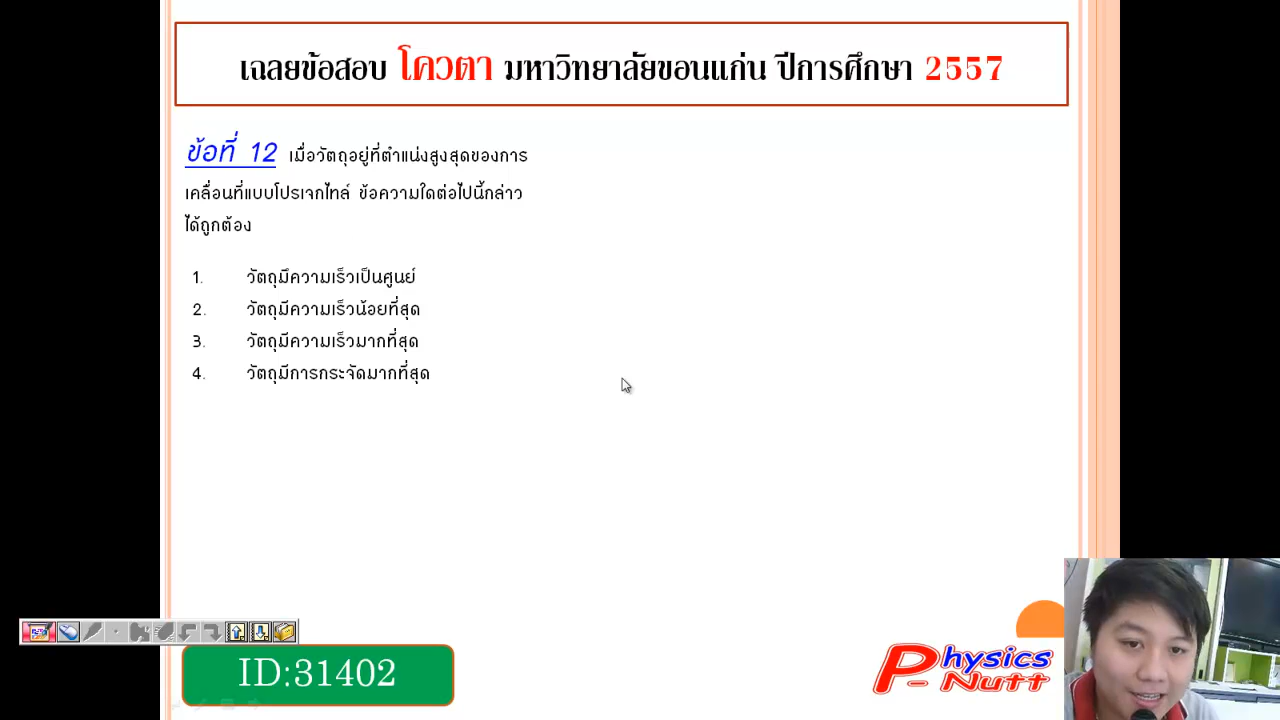 เฉลยข้อสอบ โควตา มหาวิทยาลัยขอนแก่น ปีการศึกษา 2557
ข้อที่ 12 เมื่อวัตถุอยู่ที่ตำแน่งสูงสุดของการ
เคลื่อนที่แบบโปรเจกไทล์ ข้อความใดต่อไปนี้กล่าว
ได้ถูกต้อง
1. วัตถุมีความเร็วเป็นศูนย์
2. วัตถุมีความเร็วน้อยที่สุด
3. วัตถุมีความเร็วมากที่สุด
4. วัตถุมีการกระจัดมากที่สุด
ID:31402
Physics
-Nutt